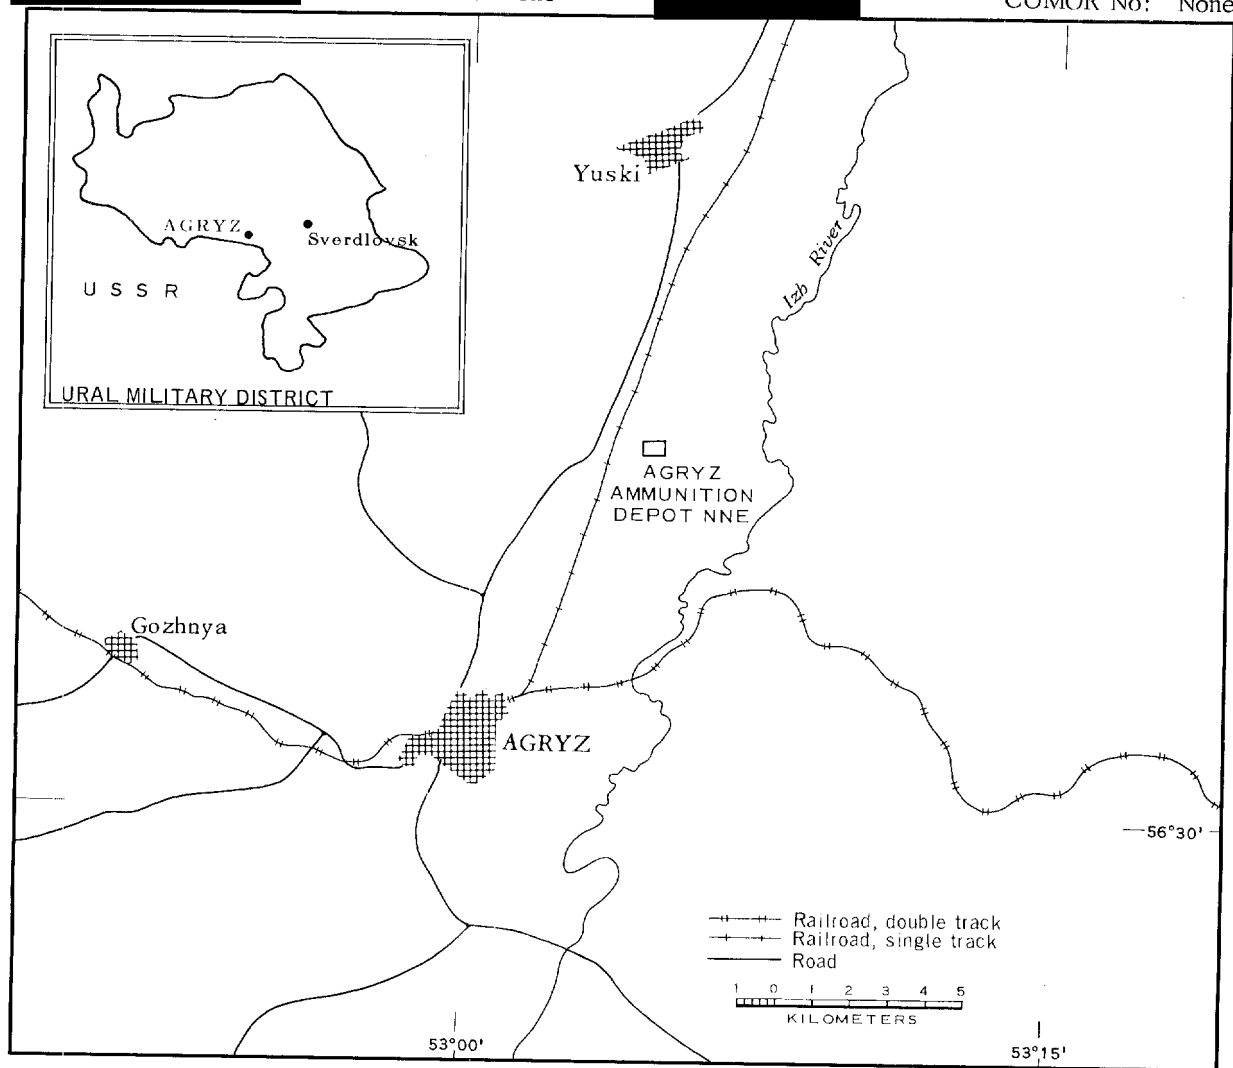 COMOR No: None
AGRYZ
Sverdlovsk
USSR
URAL MILITARY DISTRICT
Yuski
Izh River
AGRYZ
AMMUNITION
DEPOT NNE
Gozhnya
AGRYZ
56°30'
Railroad, double track
Railroad, single track
Road
1 0 1 2 3 4 5
KILOMETERS
53°00'
53°15'